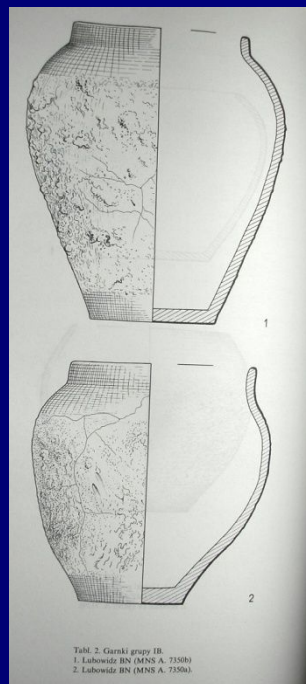 1
2
Tabl. 2. Garnki grupy IB.
1. Lubowidz BN (MNS A. 7350b)
2. Lubowidz BN (MNS A. 7350a).